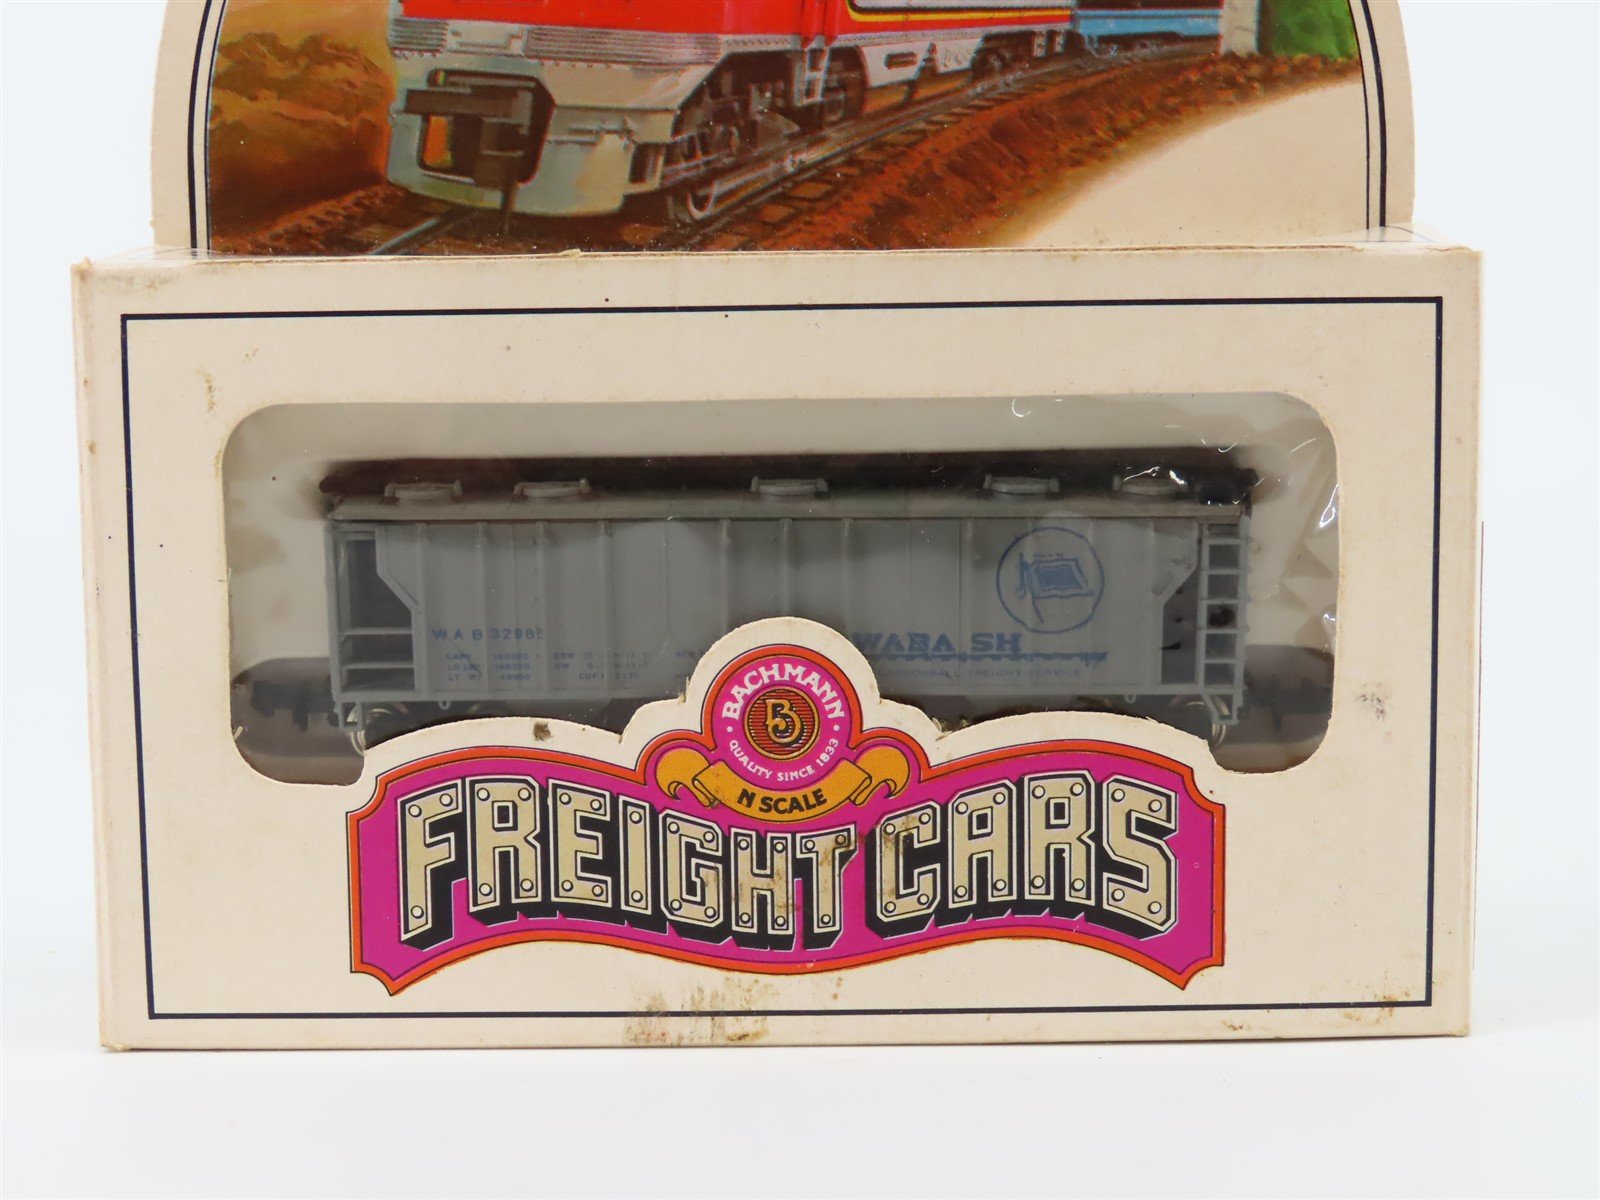 WAB 32985
WABASH
CANNONBALL FREIGHT SERVICE
BACHMANN
B
QUALITY SINCE 1833
N SCALE
FREIGHT CARS